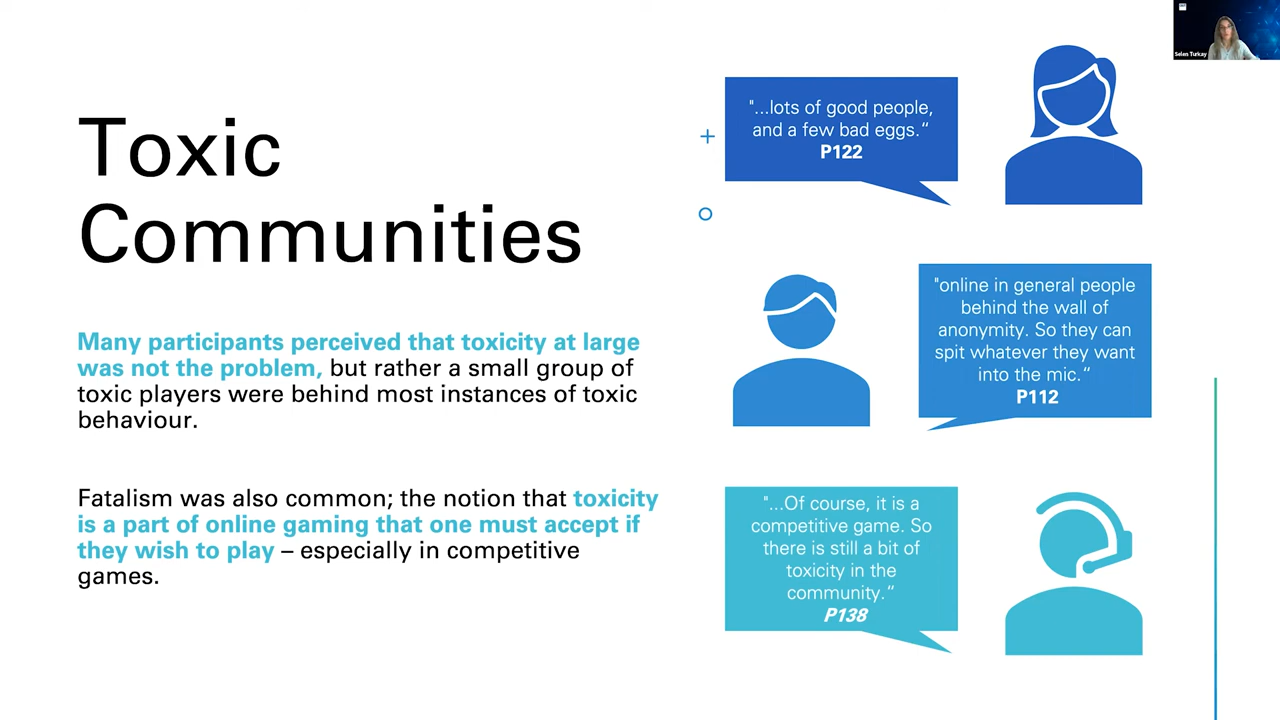 Toxic
Communities
Many participants perceived that toxicity at large
was not the problem, but rather a small group of
toxic players were behind most instances of toxic
behaviour.
Fatalism was also common; the notion that toxicity
is a part of online gaming that one must accept if
they wish to play – especially in competitive
games.
"...lots of good people,
and a few bad eggs.“
P122
"online in general people
behind the wall of
anonymity. So they can
spit whatever they want
into the mic.“
P112
"...Of course, it is a
competitive game. So
there is still a bit of
toxicity in the
community.“
P138
Selen Turkay